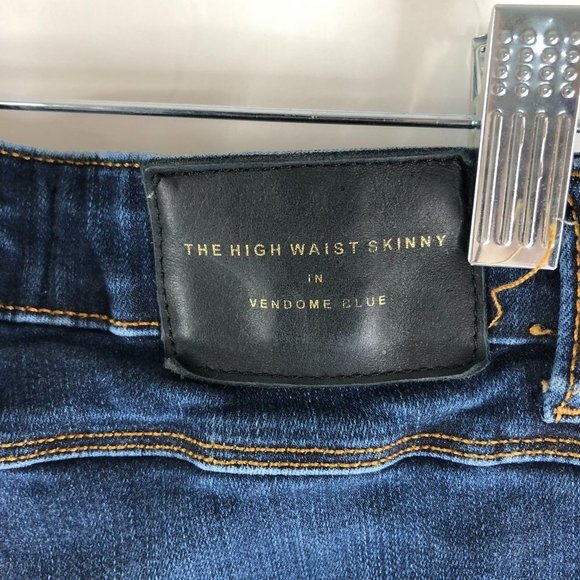 THE HIGH WAIST SKINNY
IN
VENDOME BLUE